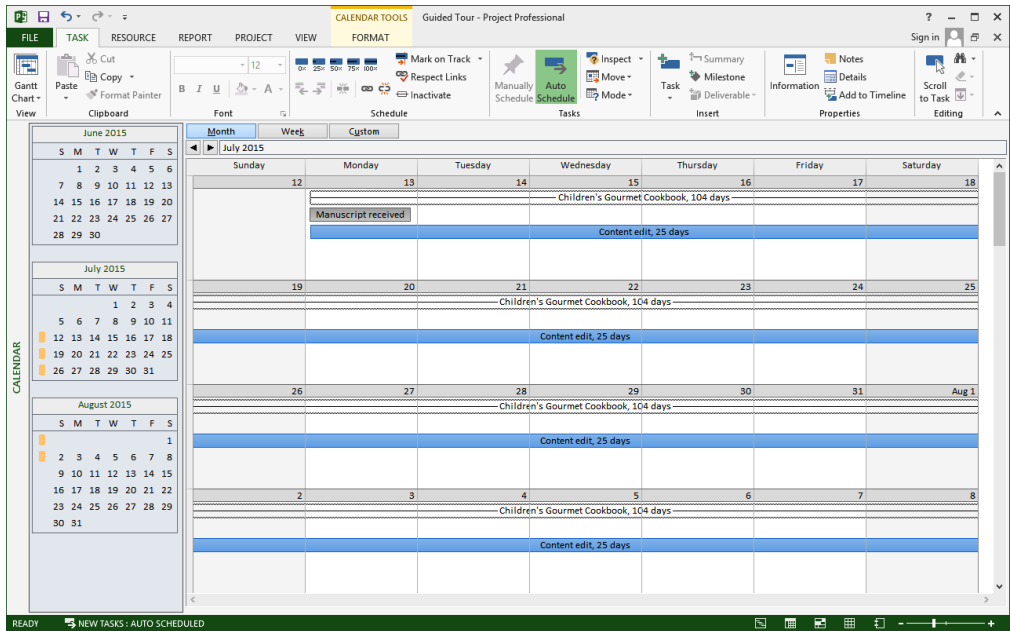 CALENDAR TOOLS Guided Tour - Project Professional
FILE TASK RESOURCE REPORT PROJECT VIEW FORMAT Sign in
Gantt Chart
View
Paste
Cut
Copy
Format Painter
Clipboard
12
B I U A
Font
0× 25× 50× 75× 100×
Mark on Track
Respect Links
Inactivate
Schedule
Manually Schedule
Auto Schedule
Inspect
Move
Mode
Tasks
Task
Summary
Milestone
Deliverable
Insert
Information
Notes
Details
Add to Timeline
Properties
Scroll to Task
Editing
CALENDAR
June 2015
S M T W T F S
1 2 3 4 5 6
7 8 9 10 11 12 13
14 15 16 17 18 19 20
21 22 23 24 25 26 27
28 29 30
July 2015
S M T W T F S
1 2 3 4
5 6 7 8 9 10 11
12 13 14 15 16 17 18
19 20 21 22 23 24 25
26 27 28 29 30 31
August 2015
S M T W T F S
1
2 3 4 5 6 7 8
9 10 11 12 13 14 15
16 17 18 19 20 21 22
23 24 25 26 27 28 29
30 31
Month Week Custom
July 2015
Sunday Monday Tuesday Wednesday Thursday Friday Saturday
12 13 14 15 16 17 18
Children's Gourmet Cookbook, 104 days
Manuscript received
Content edit, 25 days
19 20 21 22 23 24 25
Children's Gourmet Cookbook, 104 days
Content edit, 25 days
26 27 28 29 30 31 Aug 1
Children's Gourmet Cookbook, 104 days
Content edit, 25 days
2 3 4 5 6 7 8
Children's Gourmet Cookbook, 104 days
Content edit, 25 days
READY NEW TASKS : AUTO SCHEDULED